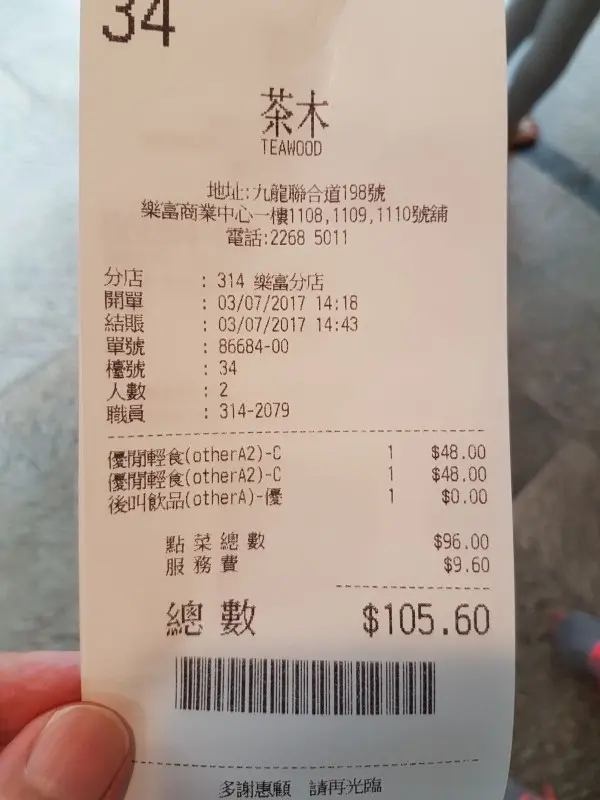 34
茶木
TEAWOOD
地址:九龍聯合道198號
樂富商業中心一樓1108,1109,1110號舖
電話:2268 5011
分店 : 314 樂富分店
開單 : 03/07/2017 14:18
結賬 : 03/07/2017 14:43
單號 : 86684-00
檯號 : 34
人數 : 2
職員 : 314-2079
優閒輕食(otherA2)-C 1 $48.00
優閒輕食(otherA2)-C 1 $48.00
後叫飲品(otherA)-優 1 $0.00
點菜總數 $96.00
服務費 $9.60
總數 $105.60
多謝惠顧 請再光臨